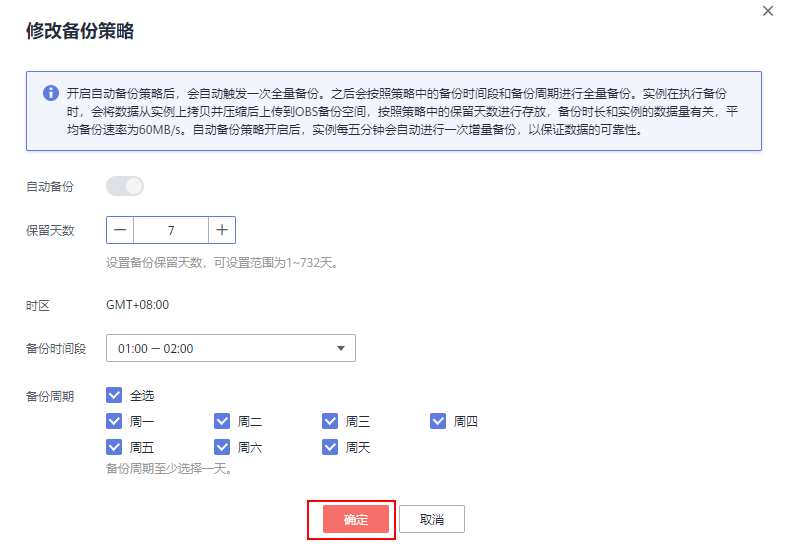 修改备份策略
开启自动备份策略后，会自动触发一次全量备份。之后会按照策略中的备份时间段和备份周期进行全量备份。实例在执行备份
时，会将数据从实例上拷贝并压缩后上传到OBS备份空间，按照策略中的保留天数进行存放，备份时长和实例的数据量有关，平
均备份速率为60MB/s。自动备份策略开启后，实例每五分钟会自动进行一次增量备份，以保证数据的可靠性。
自动备份
保留天数 7
设置备份保留天数，可设置范围为1~732天。
时区 GMT+08:00
备份时间段 01:00 — 02:00
备份周期 全选
周一 周二 周三 周四
周五 周六 周天
备份周期至少选择一天。
确定 取消